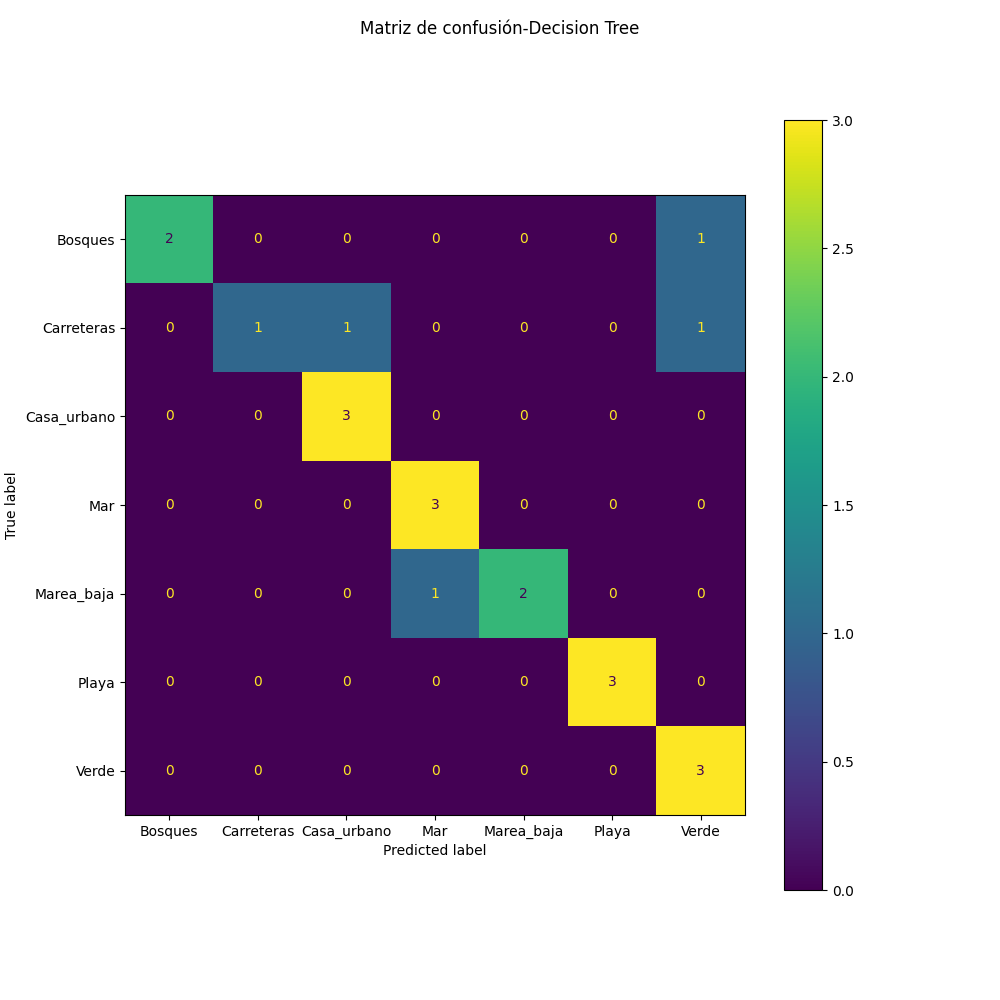 Matriz de confusión-Decision Tree
3.0
2.5
2.0
1.5
1.0
0.5
0.0
True label
Bosques 2 0 0 0 0 0 1
Carreteras 0 1 1 0 0 0 1
Casa_urbano 0 0 3 0 0 0 0
Mar 0 0 0 3 0 0 0
Marea_baja 0 0 0 1 2 0 0
Playa 0 0 0 0 0 3 0
Verde 0 0 0 0 0 0 3
Bosques Carreteras Casa_urbano Mar Marea_baja Playa Verde
Predicted label